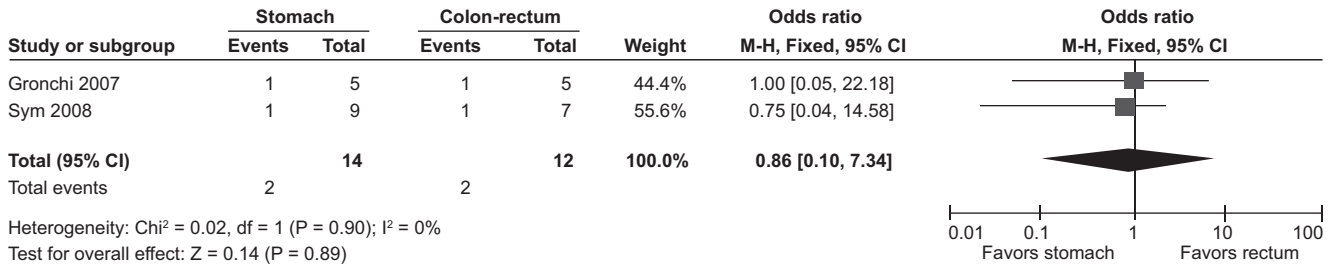 Stomach Colon-rectum Odds ratio Odds ratio
Study or subgroup Events Total Events Total Weight M-H, Fixed, 95% CI M-H, Fixed, 95% CI
Gronchi 2007 1 5 1 5 44.4% 1.00 [0.05, 22.18]
Sym 2008 1 9 1 7 55.6% 0.75 [0.04, 14.58]
Total (95% CI) 14 12 100.0% 0.86 [0.10, 7.34]
Total events 2 2
Heterogeneity: Chi² = 0.02, df = 1 (P = 0.90); I² = 0%
Test for overall effect: Z = 0.14 (P = 0.89)
0.01 0.1 1 10 100
Favors stomach Favors rectum